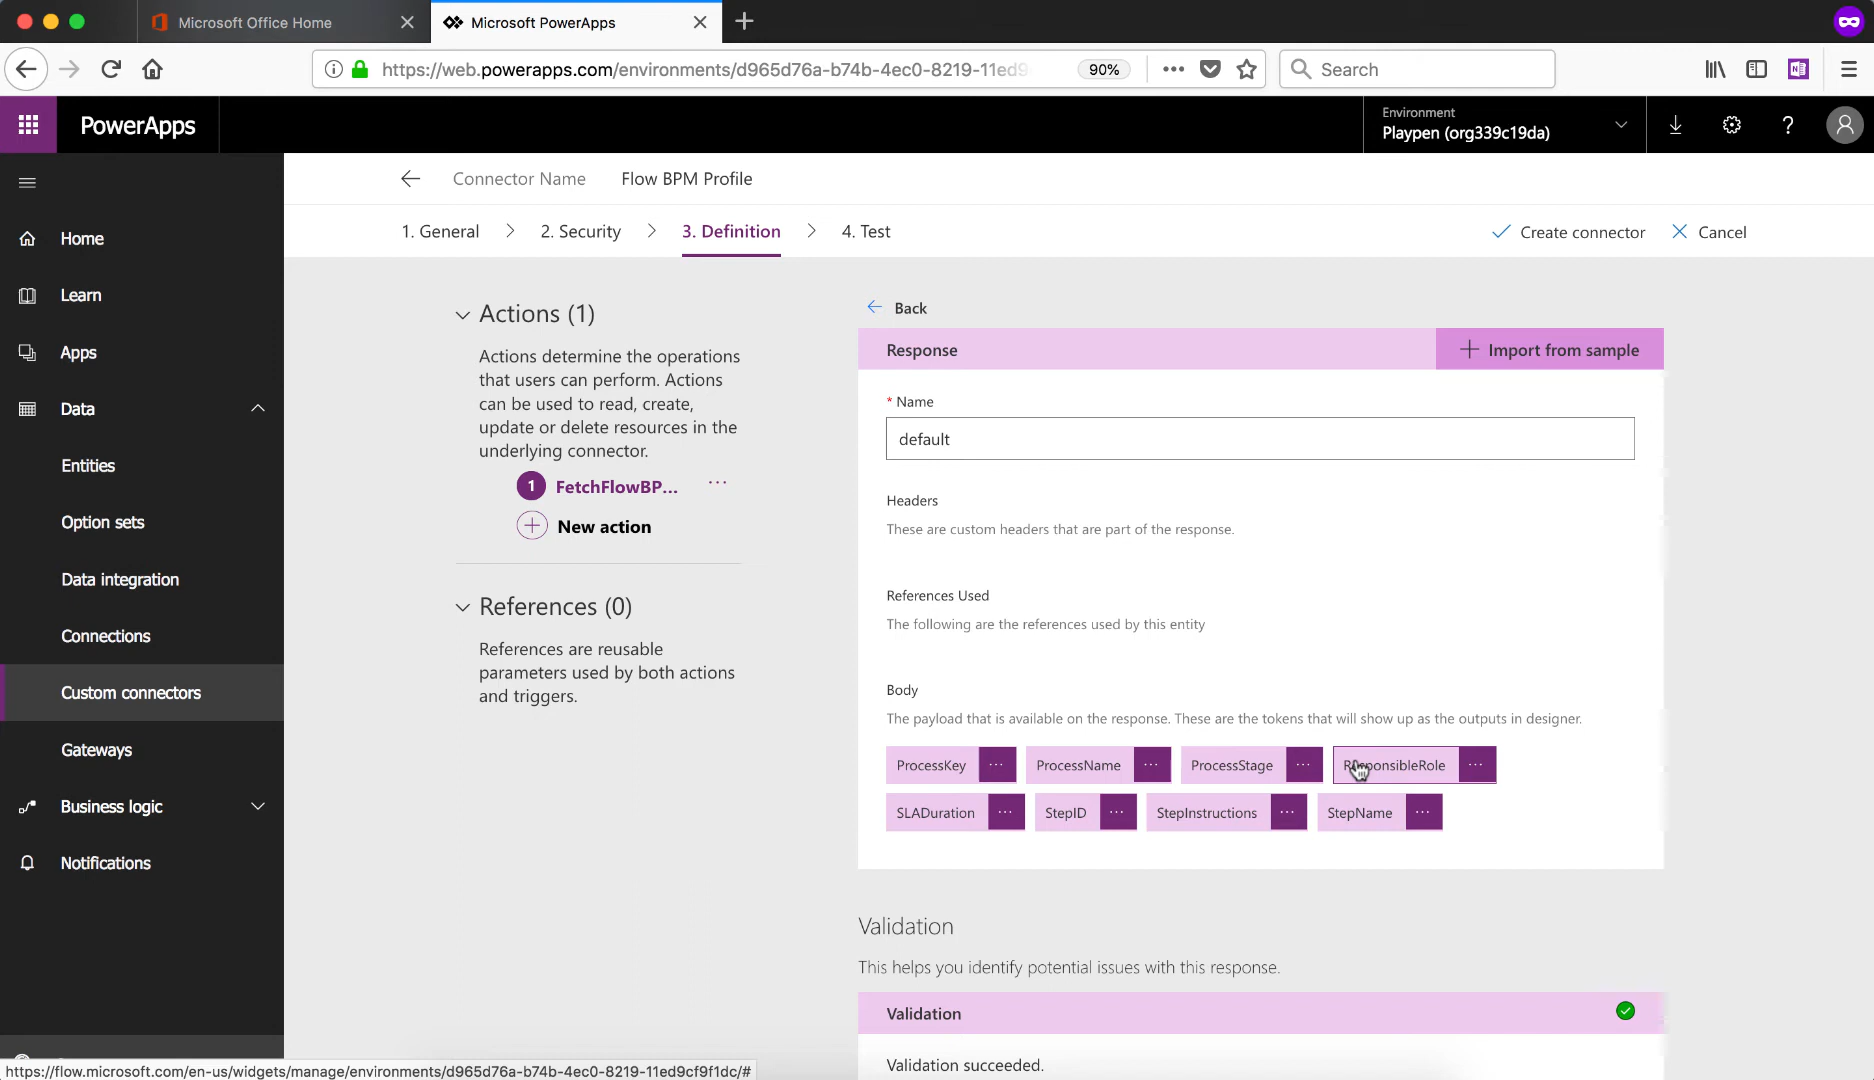 Microsoft Office Home
Microsoft PowerApps
https://web.powerapps.com/environments/d965d76a-b74b-4ec0-8219-11ed9
90%
Search
PowerApps
Environment
Playpen (org339c19da)
Connector Name
Flow BPM Profile
1. General
2. Security
3. Definition
4. Test
Create connector
Cancel
Home
Learn
Apps
Data
Entities
Option sets
Data integration
Connections
Custom connectors
Gateways
Business logic
Notifications
Actions (1)
Actions determine the operations
that users can perform. Actions
can be used to read, create,
update or delete resources in the
underlying connector.
1 FetchFlowBP... ...
New action
References (0)
References are reusable
parameters used by both actions
and triggers.
Back
Response
Import from sample
* Name
default
Headers
These are custom headers that are part of the response.
References Used
The following are the references used by this entity
Body
The payload that is available on the response. These are the tokens that will show up as the outputs in designer.
ProcessKey ... ProcessName ... ProcessStage ... ResponsibleRole ...
SLADuration ... StepID ... StepInstructions ... StepName ...
Validation
This helps you identify potential issues with this response.
Validation
Validation succeeded.
https://flow.microsoft.com/en-us/widgets/manage/environments/d965d76a-b74b-4ec0-8219-11ed9cf9f1dc/#